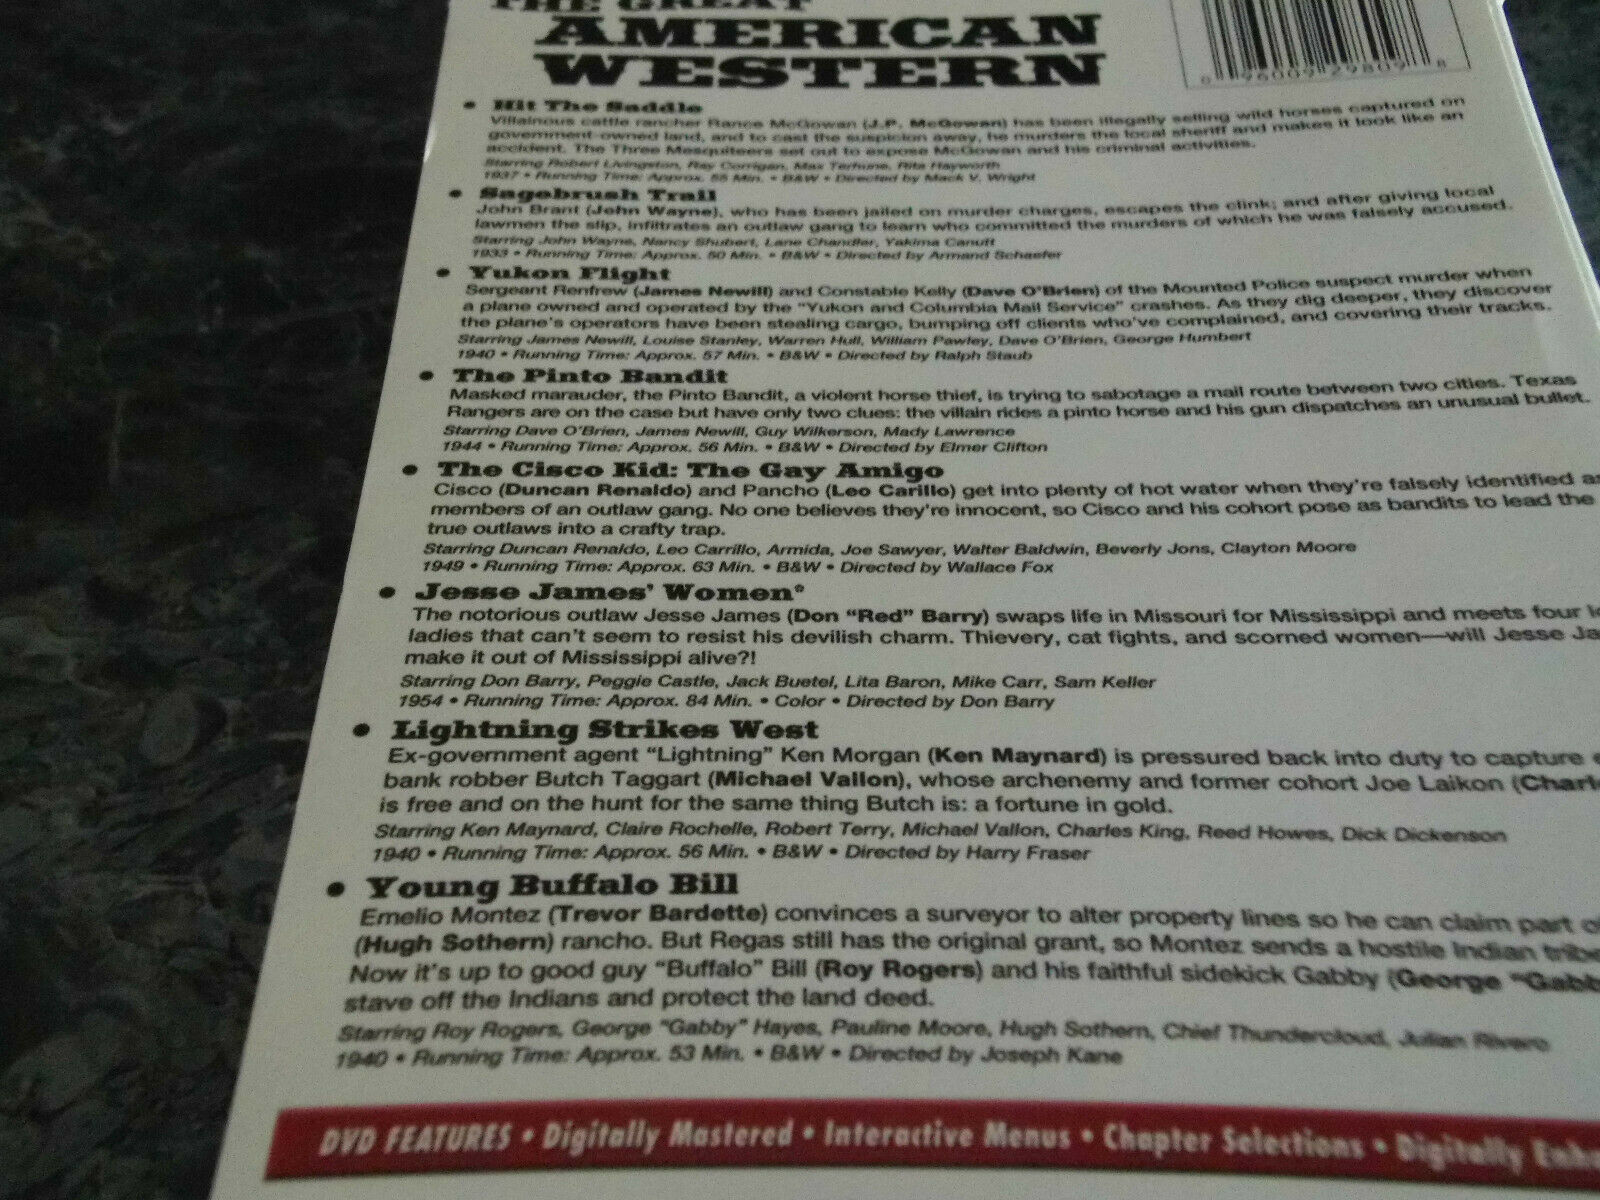 THE GREAT
AMERICAN
WESTERN
8 96009 29809 8
• Hit The Saddle
Villainous cattle rancher Rance McGowan (J.P. McGowan) has been illegally selling wild horses captured on
government-owned land, and to cast the suspicion away, he murders the local sheriff and makes it look like an
accident. The Three Mesquiteers set out to expose McGowan and his criminal activities.
Starring Robert Livingston, Ray Corrigan, Max Terhune, Rita Hayworth
1937 • Running Time: Approx. 55 Min. • B&W • Directed by Mack V. Wright
• Sagebrush Trail
John Brant (John Wayne), who has been jailed on murder charges, escapes the clink; and after giving local
lawmen the slip, infiltrates an outlaw gang to learn who committed the murders of which he was falsely accused.
Starring John Wayne, Nancy Shubert, Lane Chandler, Yakima Canutt
1933 • Running Time: Approx. 50 Min. • B&W • Directed by Armand Schaefer
• Yukon Flight
Sergeant Renfrew (James Newill) and Constable Kelly (Dave O'Brien) of the Mounted Police suspect murder when
a plane owned and operated by the "Yukon and Columbia Mail Service" crashes. As they dig deeper, they discover
the plane's operators have been stealing cargo, bumping off clients who've complained, and covering their tracks.
Starring James Newill, Louise Stanley, Warren Hull, William Pawley, Dave O'Brien, George Humbert
1940 • Running Time: Approx. 57 Min. • B&W • Directed by Ralph Staub
• The Pinto Bandit
Masked marauder, the Pinto Bandit, a violent horse thief, is trying to sabotage a mail route between two cities. Texas
Rangers are on the case but have only two clues: the villain rides a pinto horse and his gun dispatches an unusual bullet.
Starring Dave O'Brien, James Newill, Guy Wilkerson, Mady Lawrence
1944 • Running Time: Approx. 56 Min. • B&W • Directed by Elmer Clifton
• The Cisco Kid: The Gay Amigo
Cisco (Duncan Renaldo) and Pancho (Leo Carillo) get into plenty of hot water when they're falsely identified as
members of an outlaw gang. No one believes they're innocent, so Cisco and his cohort pose as bandits to lead the
true outlaws into a crafty trap.
Starring Duncan Renaldo, Leo Carrillo, Armida, Joe Sawyer, Walter Baldwin, Beverly Jons, Clayton Moore
1949 • Running Time: Approx. 63 Min. • B&W • Directed by Wallace Fox
• Jesse James' Women*
The notorious outlaw Jesse James (Don "Red" Barry) swaps life in Missouri for Mississippi and meets four
ladies that can't seem to resist his devilish charm. Thievery, cat fights, and scorned women—will Jesse Ja
make it out of Mississippi alive?!
Starring Don Barry, Peggie Castle, Jack Buetel, Lita Baron, Mike Carr, Sam Keller
1954 • Running Time: Approx. 84 Min. • Color • Directed by Don Barry
• Lightning Strikes West
Ex-government agent "Lightning" Ken Morgan (Ken Maynard) is pressured back into duty to capture
bank robber Butch Taggart (Michael Vallon), whose archenemy and former cohort Joe Laikon (Charl
is free and on the hunt for the same thing Butch is: a fortune in gold.
Starring Ken Maynard, Claire Rochelle, Robert Terry, Michael Vallon, Charles King, Reed Howes, Dick Dickenson
1940 • Running Time: Approx. 56 Min. • B&W • Directed by Harry Fraser
• Young Buffalo Bill
Emelio Montez (Trevor Bardette) convinces a surveyor to alter property lines so he can claim part o
(Hugh Sothern) rancho. But Regas still has the original grant, so Montez sends a hostile Indian tribe
Now it's up to good guy "Buffalo" Bill (Roy Rogers) and his faithful sidekick Gabby (George "Gabb
stave off the Indians and protect the land deed.
Starring Roy Rogers, George "Gabby" Hayes, Pauline Moore, Hugh Sothern, Chief Thundercloud, Julian Rivero
1940 • Running Time: Approx. 53 Min. • B&W • Directed by Joseph Kane
DVD FEATURES • Digitally Mastered • Interactive Menus • Chapter Selections • Digitally Enha